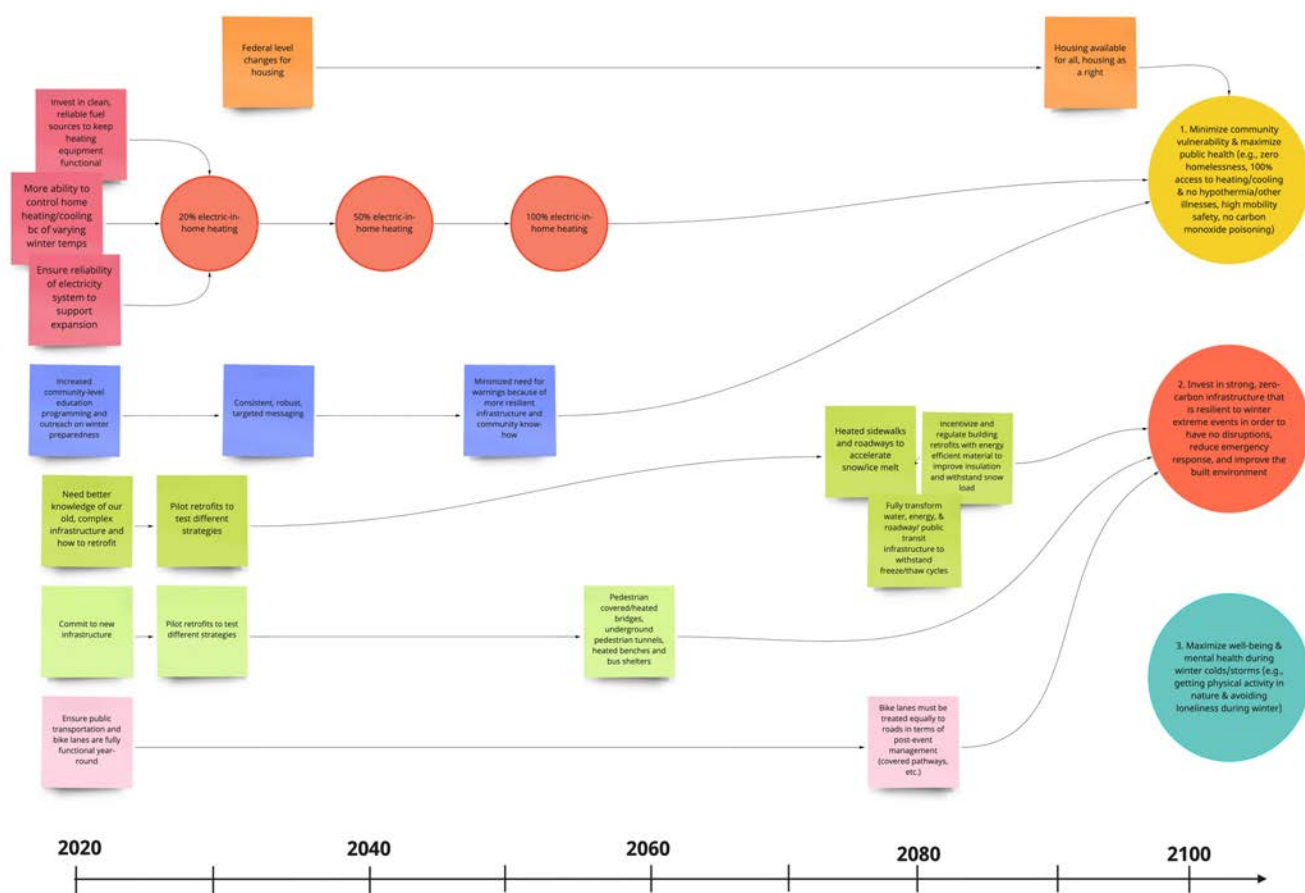 Federal level
changes for
housing
Housing available
for all, housing as
a right
Invest in clean,
reliable fuel
sources to keep
heating
equipment
functional
More ability to
control home
heating/cooling
bc of varying
winter temps
Ensure reliability
of electricity
system to
support
expansion
20% electric-in-
home heating
50% electric-in-
home heating
100% electric-in-
home heating
1. Minimize community
vulnerability & maximize
public health (e.g., zero
homelessness, 100%
access to heating/cooling
& no hypothermia/other
illnesses, high mobility
safety, no carbon
monoxide poisoning)
Increased
community-level
education
programming and
outreach on winter
preparedness
Consistent, robust,
targeted messaging
Minimized need for
warnings because of
more resilient
infrastructure and
community know-
how
Heated sidewalks
and roadways to
accelerate
snow/ice melt
incentivize and
regulate building
retrofits with energy
efficient material to
improve insulation
and withstand snow
load
Fully transform
water, energy, &
roadway/ public
transit
infrastructure to
withstand
freeze/thaw cycles
2. Invest in strong, zero-
carbon infrastructure that
is resilient to winter
extreme events in order to
have no disruptions,
reduce emergency
response, and improve the
built environment
Need better
knowledge of our
old, complex
infrastructure and
how to retrofit
Pilot retrofits to
test different
strategies
Commit to new
infrastructure
Pilot retrofits to test
different strategies
Pedestrian
covered/heated
bridges,
underground
pedestrian tunnels,
heated benches and
bus shelters
3. Maximize well-being &
mental health during
winter colds/storms (e.g.,
getting physical activity in
nature & avoiding
loneliness during winter)
Ensure public
transportation and
bike lanes are fully
functional year-
round
Bike lanes must be
treated equally to
roads in terms of
post-event
management
(covered pathways,
etc.)
2020
2040
2060
2080
2100